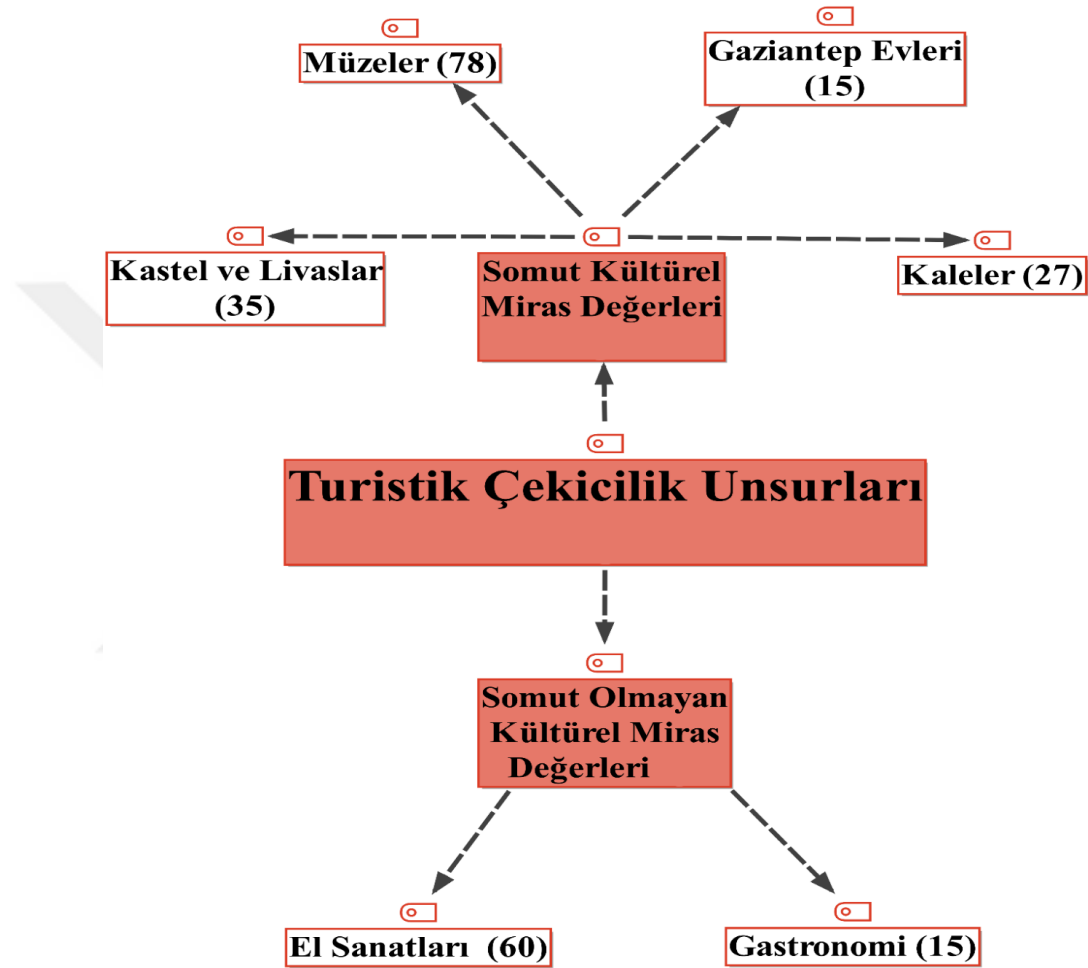 Müzeler (78)
Gaziantep Evleri
(15)
Kastel ve Livaslar
(35)
Somut Kültürel
Miras Değerleri
Kaleler (27)
Turistik Çekicilik Unsurları
Somut Olmayan
Kültürel Miras
Değerleri
El Sanatları (60)
Gastronomi (15)